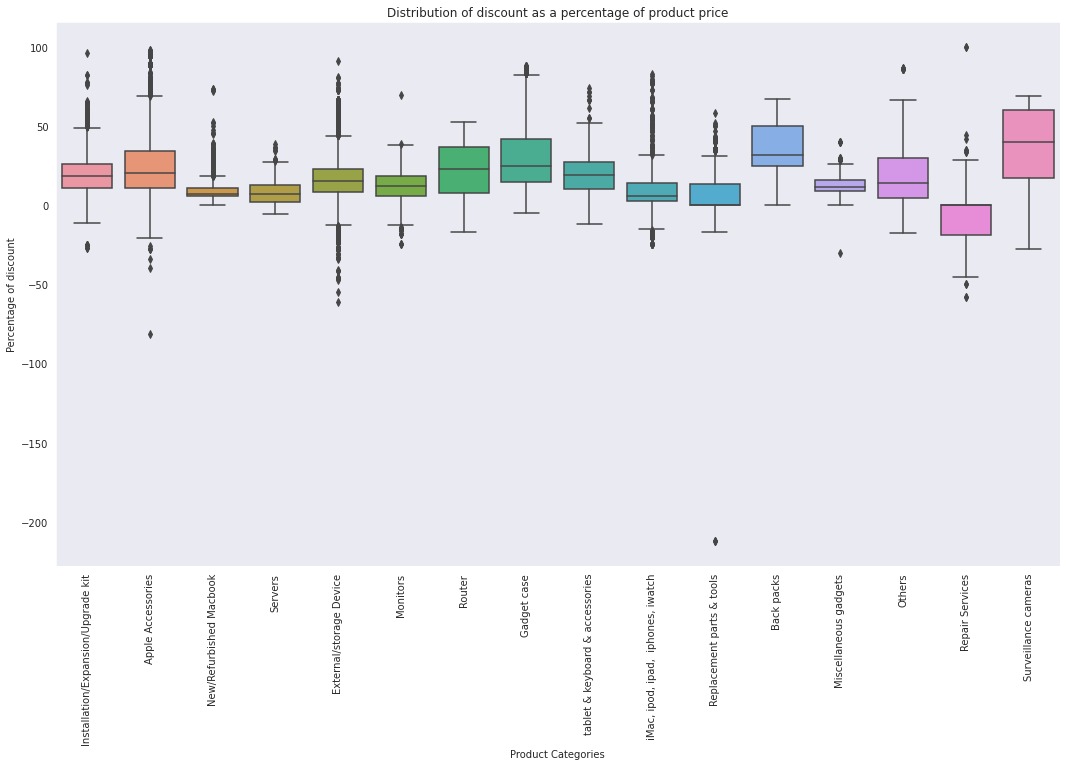 Distribution of discount as a percentage of product price
100
50
0
−50
−100
−150
−200
Percentage of discount
Installation/Expansion/Upgrade kit
Apple Accessories
New/Refurbished Macbook
Servers
External/storage Device
Monitors
Router
Gadget case
tablet & keyboard & accessories
iMac, ipod, ipad,  iphones, iwatch
Replacement parts & tools
Back packs
Miscellaneous gadgets
Others
Repair Services
Surveillance cameras
Product Categories